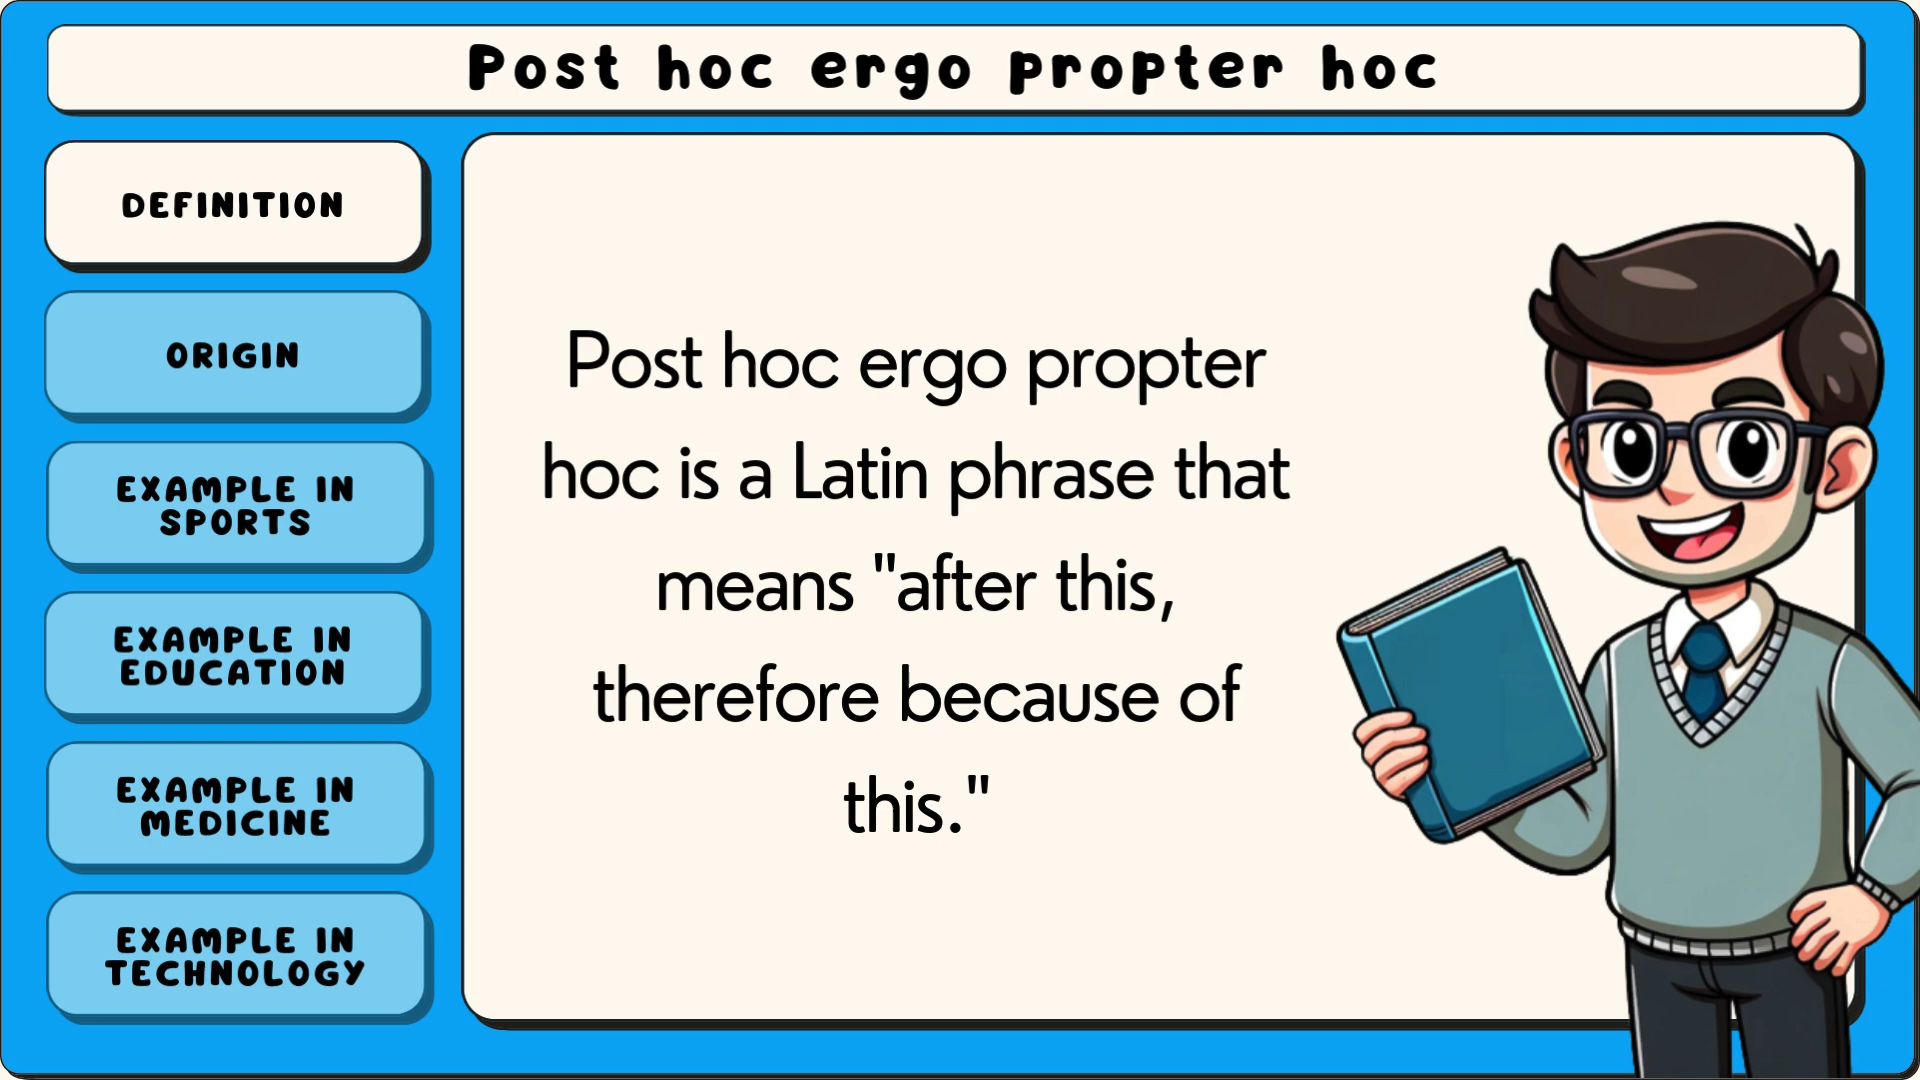 Post hoc ergo propter hoc
DEFINITION
ORIGIN
EXAMPLE IN
SPORTS
EXAMPLE IN
EDUCATION
EXAMPLE IN
MEDICINE
EXAMPLE IN
TECHNOLOGY
Post hoc ergo propter
hoc is a Latin phrase that
means "after this,
therefore because of
this."